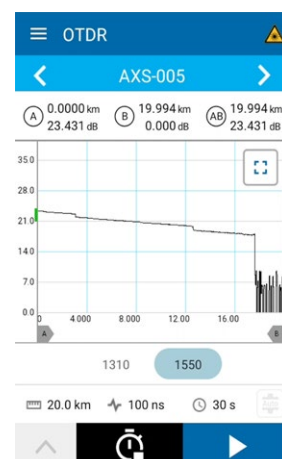 OTDR
AXS-005
A 0.0000 km 23.431 dB
B 19.994 km 0.000 dB
AB 19.994 km 23.431 dB
35.0
28.0
21.0
14.0
7.0
0.0
0 4.000 8.000 12.00 16.00
A B
1310 1550
20.0 km 100 ns 30 s